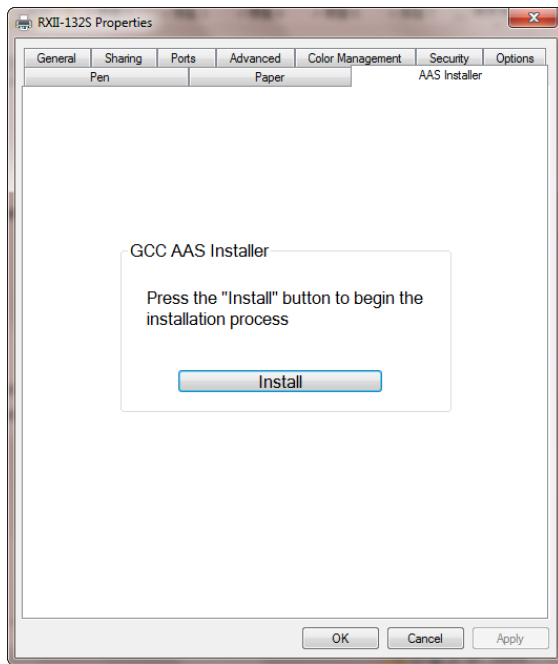 RXII-132S Properties
General Sharing Ports Advanced Color Management Security Options
Pen Paper AAS Installer
GCC AAS Installer
Press the "Install" button to begin the
installation process
Install
OK Cancel Apply